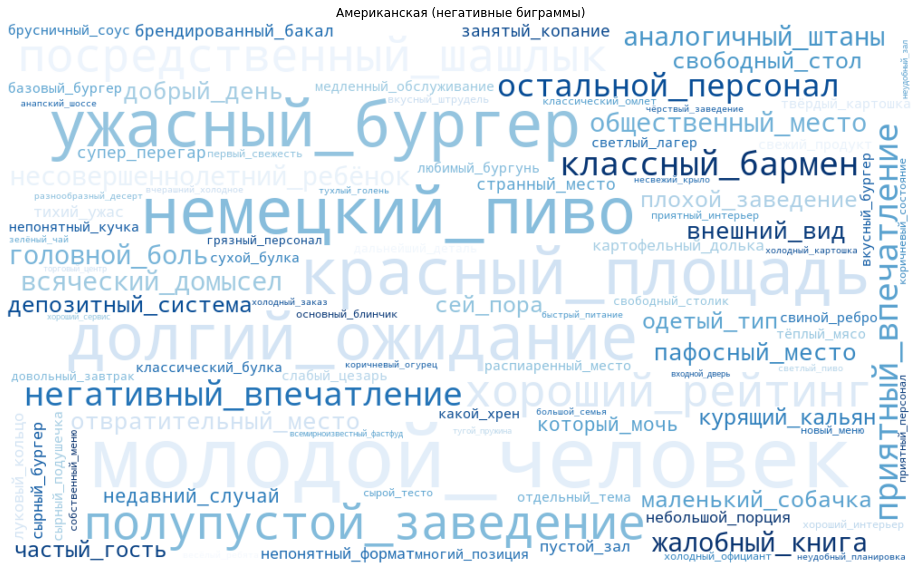 Американская (негативные биграммы)
брусничный_соус
брендированный_бакал
занятый_копание
аналогичный_штаны
посредственный_шашлык
свободный_стол
неудобный_зал
базовый_бургер
добрый_день
медленный_обслуживание
остальной_персонал
анапский_шоссе
вкусный_штрудель
классический_омлет
твёрдый_картошка
чёрствый_заведение
ужасный_бургер
общественный_место
светлый_лагер
свежий_продукт
супер_перегар
первый_свежесть
классный_бармен
несовершеннолетний_ребёнок
любимый_бургунь
странный_место
несвежий_крыло
вчерашний_холодное
разнообразный_десерт
тухлый_голень
плохой_заведение
вкусный_бургер
тихий_ужас
немецкий_пиво
приятный_интерьер
непонятный_кучка
внешний_вид
зелёный_чай
грязный_персонал
картофельный_долька
холодный_картошка
коричневый_состояние
головной_боль
сухой_булка
дальнейший_деталь
торговый_центр
красный_площадь
всяческий_домысел
приятный_впечатление
депозитный_система
холодный_заказ
сей_пора
свободный_столик
основный_блинчик
быстрый_питание
хороший_сервис
одетый_тип
свиной_ребро
долгий_ожидание
тёплый_мясо
пафосный_место
классический_булка
коричневый_огурец
распиаренный_место
светлый_пиво
довольный_завтрак
слабый_цезарь
входной_дверь
негативный_впечатление
хороший_рейтинг
приятный_персонал
отвратительный_место
какой_хрен
большой_семья
который_мочь
курящий_кальян
новый_меню
луковый_кольцо
сырный_бургер
сырный_подушечка
собственный_меню
всемирноизвестный_фастфуд
тугой_пружина
молодой_человек
недавний_случай
сырой_тесто
отдельный_тема
маленький_собачка
полупустой_заведение
небольшой_порция
хороший_интерьер
частый_гость
непонятный_формат
многий_позиция
пустой_зал
жалобный_книга
холодный_официант
неудобный_планировка